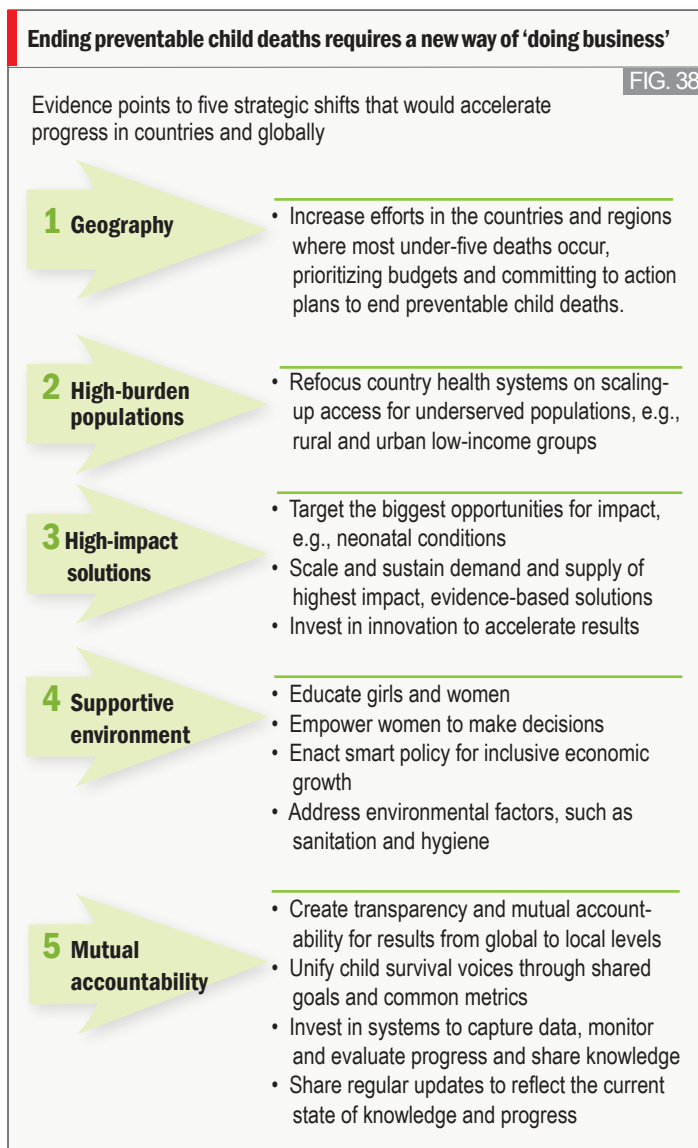 Ending preventable child deaths requires a new way of ‘doing business’
FIG. 38
Evidence points to five strategic shifts that would accelerate
progress in countries and globally
1 Geography
• Increase efforts in the countries and regions
where most under-five deaths occur,
prioritizing budgets and committing to action
plans to end preventable child deaths.
2 High-burden
populations
• Refocus country health systems on scaling-
up access for underserved populations, e.g.,
rural and urban low-income groups
3 High-impact
solutions
• Target the biggest opportunities for impact,
e.g., neonatal conditions
• Scale and sustain demand and supply of
highest impact, evidence-based solutions
• Invest in innovation to accelerate results
4 Supportive
environment
• Educate girls and women
• Empower women to make decisions
• Enact smart policy for inclusive economic
growth
• Address environmental factors, such as
sanitation and hygiene
5 Mutual
accountability
• Create transparency and mutual account-
ability for results from global to local levels
• Unify child survival voices through shared
goals and common metrics
• Invest in systems to capture data, monitor
and evaluate progress and share knowledge
• Share regular updates to reflect the current
state of knowledge and progress